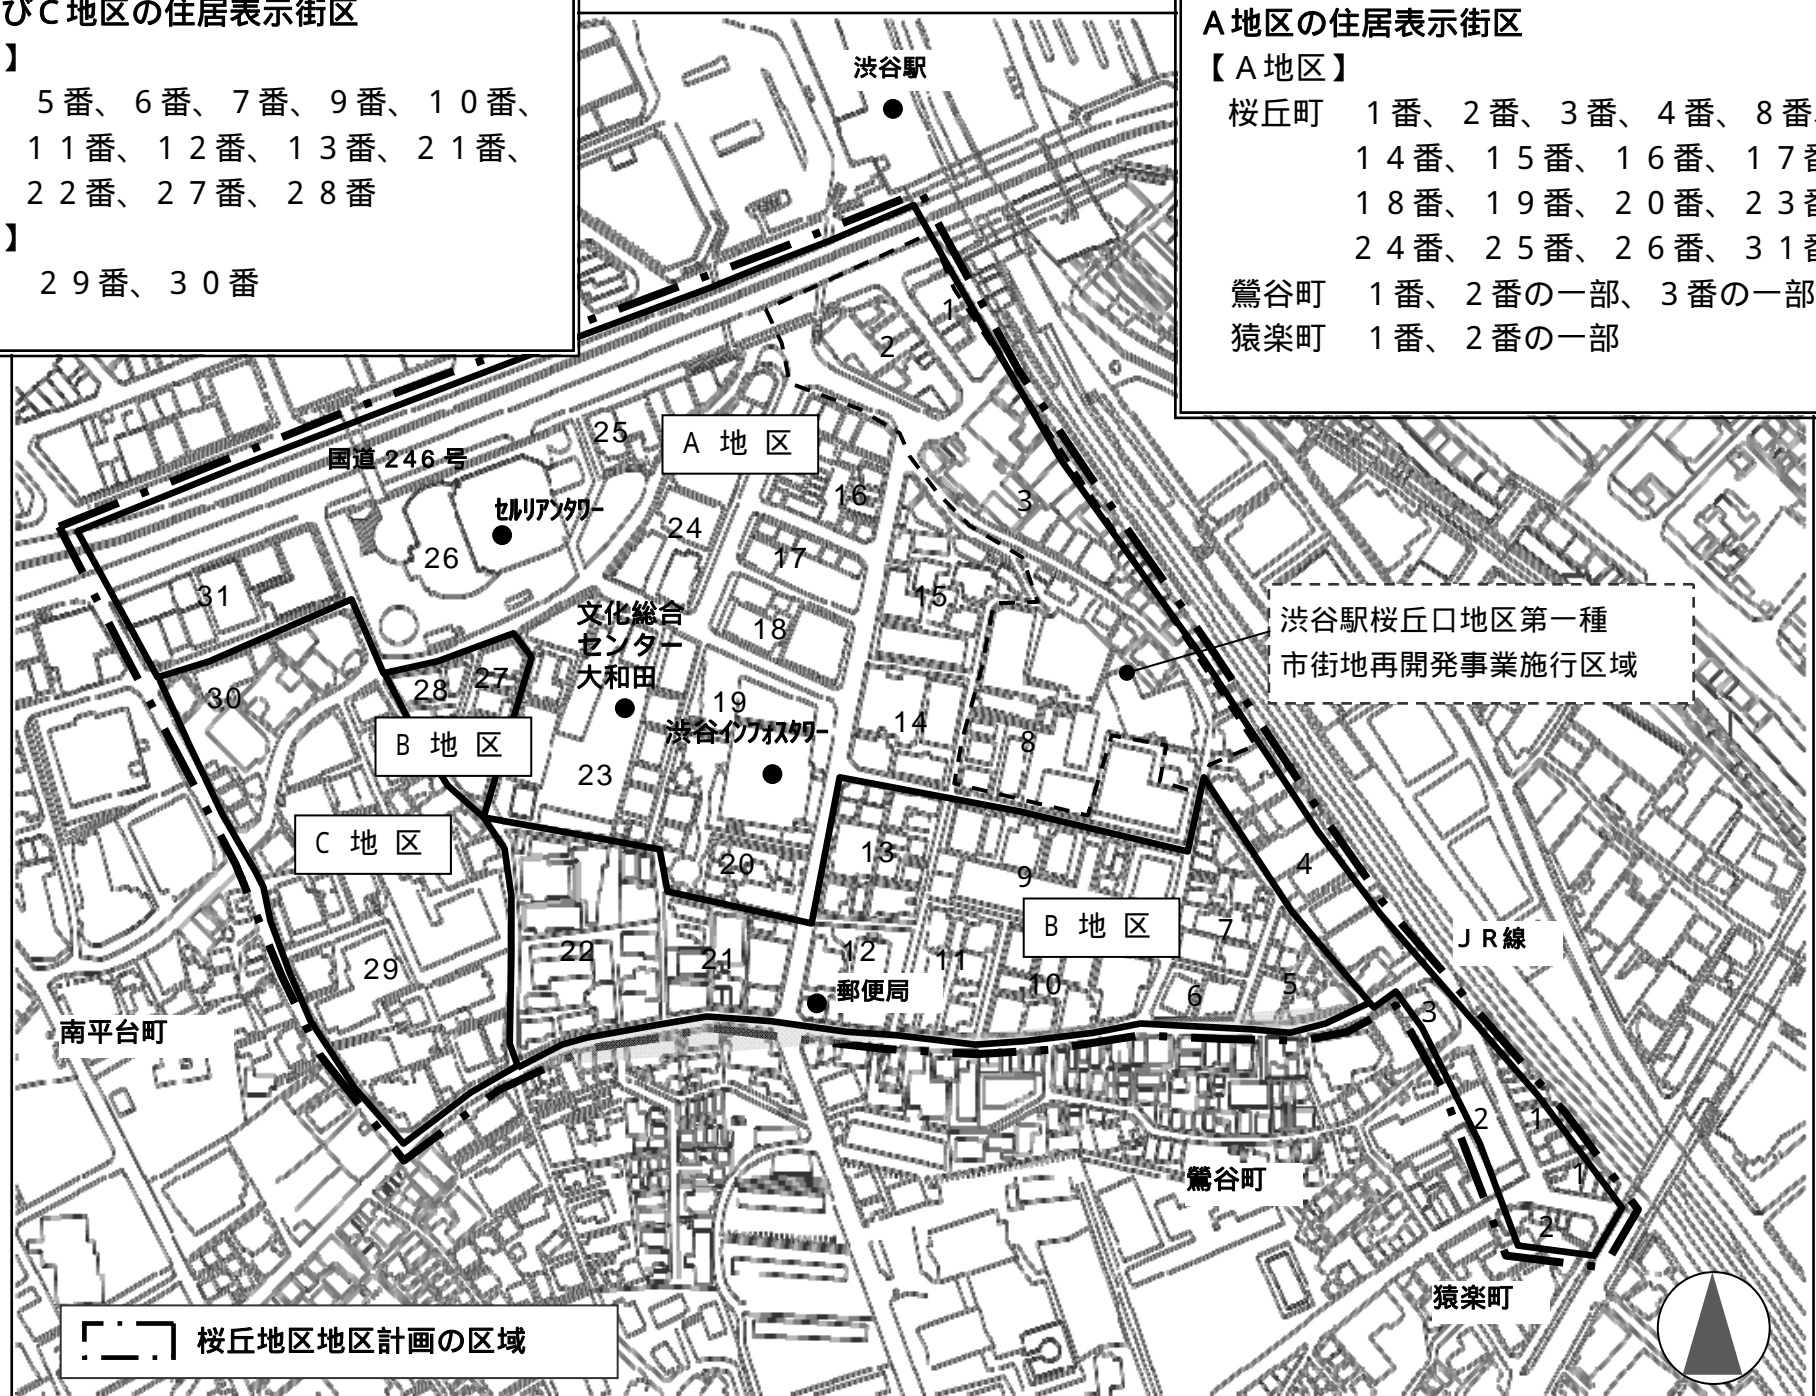 びC地区の住居表示街区
】
5番、6番、7番、9番、10番、
11番、12番、13番、21番、
22番、27番、28番
】
29番、30番
A地区の住居表示街区
【A地区】
桜丘町 1番、2番、3番、4番、8番、
14番、15番、16番、17番
18番、19番、20番、23番
24番、25番、26番、31番
鶯谷町 1番、2番の一部、3番の一部
猿楽町 1番、2番の一部
渋谷駅
1
2
25
A 地 区
国道246号
16
3
セルリアンタワー
24
26
17
31
15
文化総合
センター
大和田
18
渋谷駅桜丘口地区第一種
市街地再開発事業施行区域
30
28
27
19
渋谷インフォスタワー
14
8
B 地 区
23
C 地 区
20
13
9
4
B 地 区
7
JR線
29
22
21
12
11
10
6
5
郵便局
3
南平台町
2
1
鶯谷町
1
2
猿楽町
桜丘地区地区計画の区域